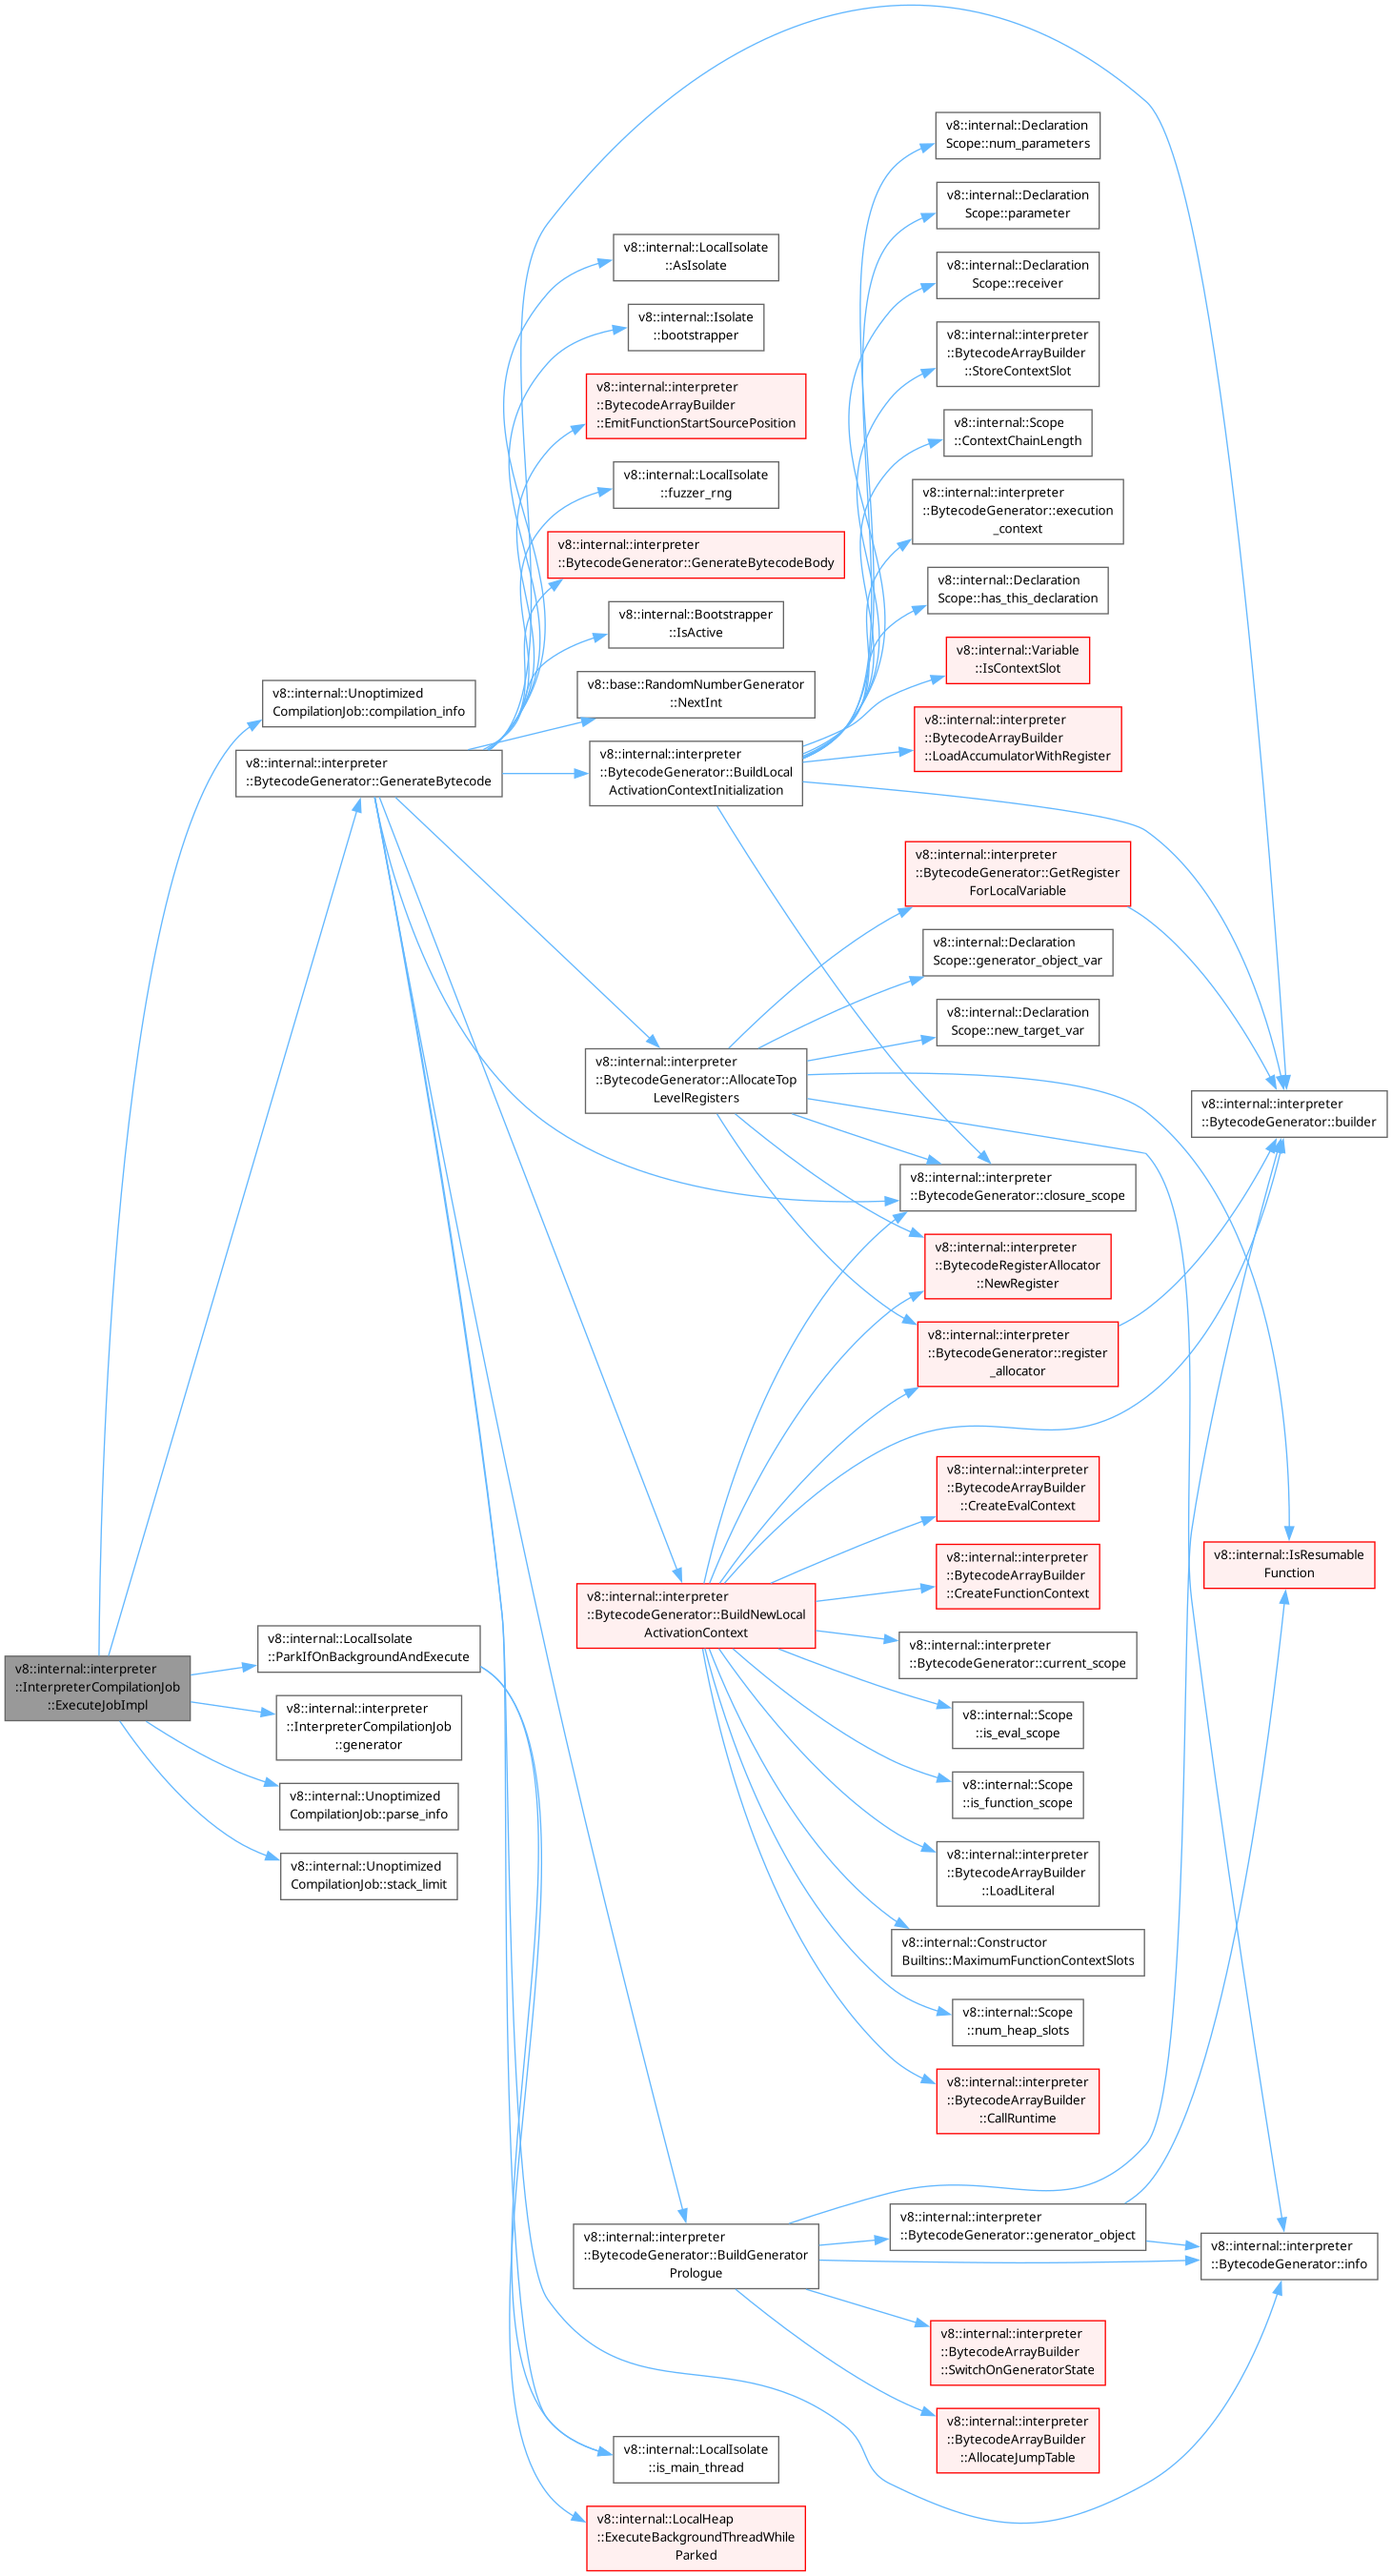 v8::internal::interpreter
::InterpreterCompilationJob
::ExecuteJobImpl
v8::internal::Unoptimized
CompilationJob::compilation_info
v8::internal::interpreter
::BytecodeGenerator::GenerateBytecode
v8::internal::LocalIsolate
::ParkIfOnBackgroundAndExecute
v8::internal::interpreter
::InterpreterCompilationJob
::generator
v8::internal::Unoptimized
CompilationJob::parse_info
v8::internal::Unoptimized
CompilationJob::stack_limit
v8::internal::LocalIsolate
::AsIsolate
v8::internal::Isolate
::bootstrapper
v8::internal::interpreter
::BytecodeArrayBuilder
::EmitFunctionStartSourcePosition
v8::internal::LocalIsolate
::fuzzer_rng
v8::internal::interpreter
::BytecodeGenerator::GenerateBytecodeBody
v8::internal::Bootstrapper
::IsActive
v8::base::RandomNumberGenerator
::NextInt
v8::internal::interpreter
::BytecodeGenerator::BuildLocal
ActivationContextInitialization
v8::internal::interpreter
::BytecodeGenerator::AllocateTop
LevelRegisters
v8::internal::interpreter
::BytecodeGenerator::BuildNewLocal
ActivationContext
v8::internal::interpreter
::BytecodeGenerator::BuildGenerator
Prologue
v8::internal::LocalIsolate
::is_main_thread
v8::internal::LocalHeap
::ExecuteBackgroundThreadWhile
Parked
v8::internal::Declaration
Scope::num_parameters
v8::internal::Declaration
Scope::parameter
v8::internal::Declaration
Scope::receiver
v8::internal::interpreter
::BytecodeArrayBuilder
::StoreContextSlot
v8::internal::Scope
::ContextChainLength
v8::internal::interpreter
::BytecodeGenerator::execution
_context
v8::internal::Declaration
Scope::has_this_declaration
v8::internal::Variable
::IsContextSlot
v8::internal::interpreter
::BytecodeArrayBuilder
::LoadAccumulatorWithRegister
v8::internal::interpreter
::BytecodeGenerator::GetRegister
ForLocalVariable
v8::internal::Declaration
Scope::generator_object_var
v8::internal::Declaration
Scope::new_target_var
v8::internal::interpreter
::BytecodeGenerator::closure_scope
v8::internal::interpreter
::BytecodeRegisterAllocator
::NewRegister
v8::internal::interpreter
::BytecodeGenerator::register
_allocator
v8::internal::interpreter
::BytecodeArrayBuilder
::CreateEvalContext
v8::internal::interpreter
::BytecodeArrayBuilder
::CreateFunctionContext
v8::internal::interpreter
::BytecodeGenerator::current_scope
v8::internal::Scope
::is_eval_scope
v8::internal::Scope
::is_function_scope
v8::internal::interpreter
::BytecodeArrayBuilder
::LoadLiteral
v8::internal::Constructor
Builtins::MaximumFunctionContextSlots
v8::internal::Scope
::num_heap_slots
v8::internal::interpreter
::BytecodeArrayBuilder
::CallRuntime
v8::internal::interpreter
::BytecodeGenerator::generator_object
v8::internal::interpreter
::BytecodeArrayBuilder
::SwitchOnGeneratorState
v8::internal::interpreter
::BytecodeArrayBuilder
::AllocateJumpTable
v8::internal::interpreter
::BytecodeGenerator::builder
v8::internal::IsResumable
Function
v8::internal::interpreter
::BytecodeGenerator::info